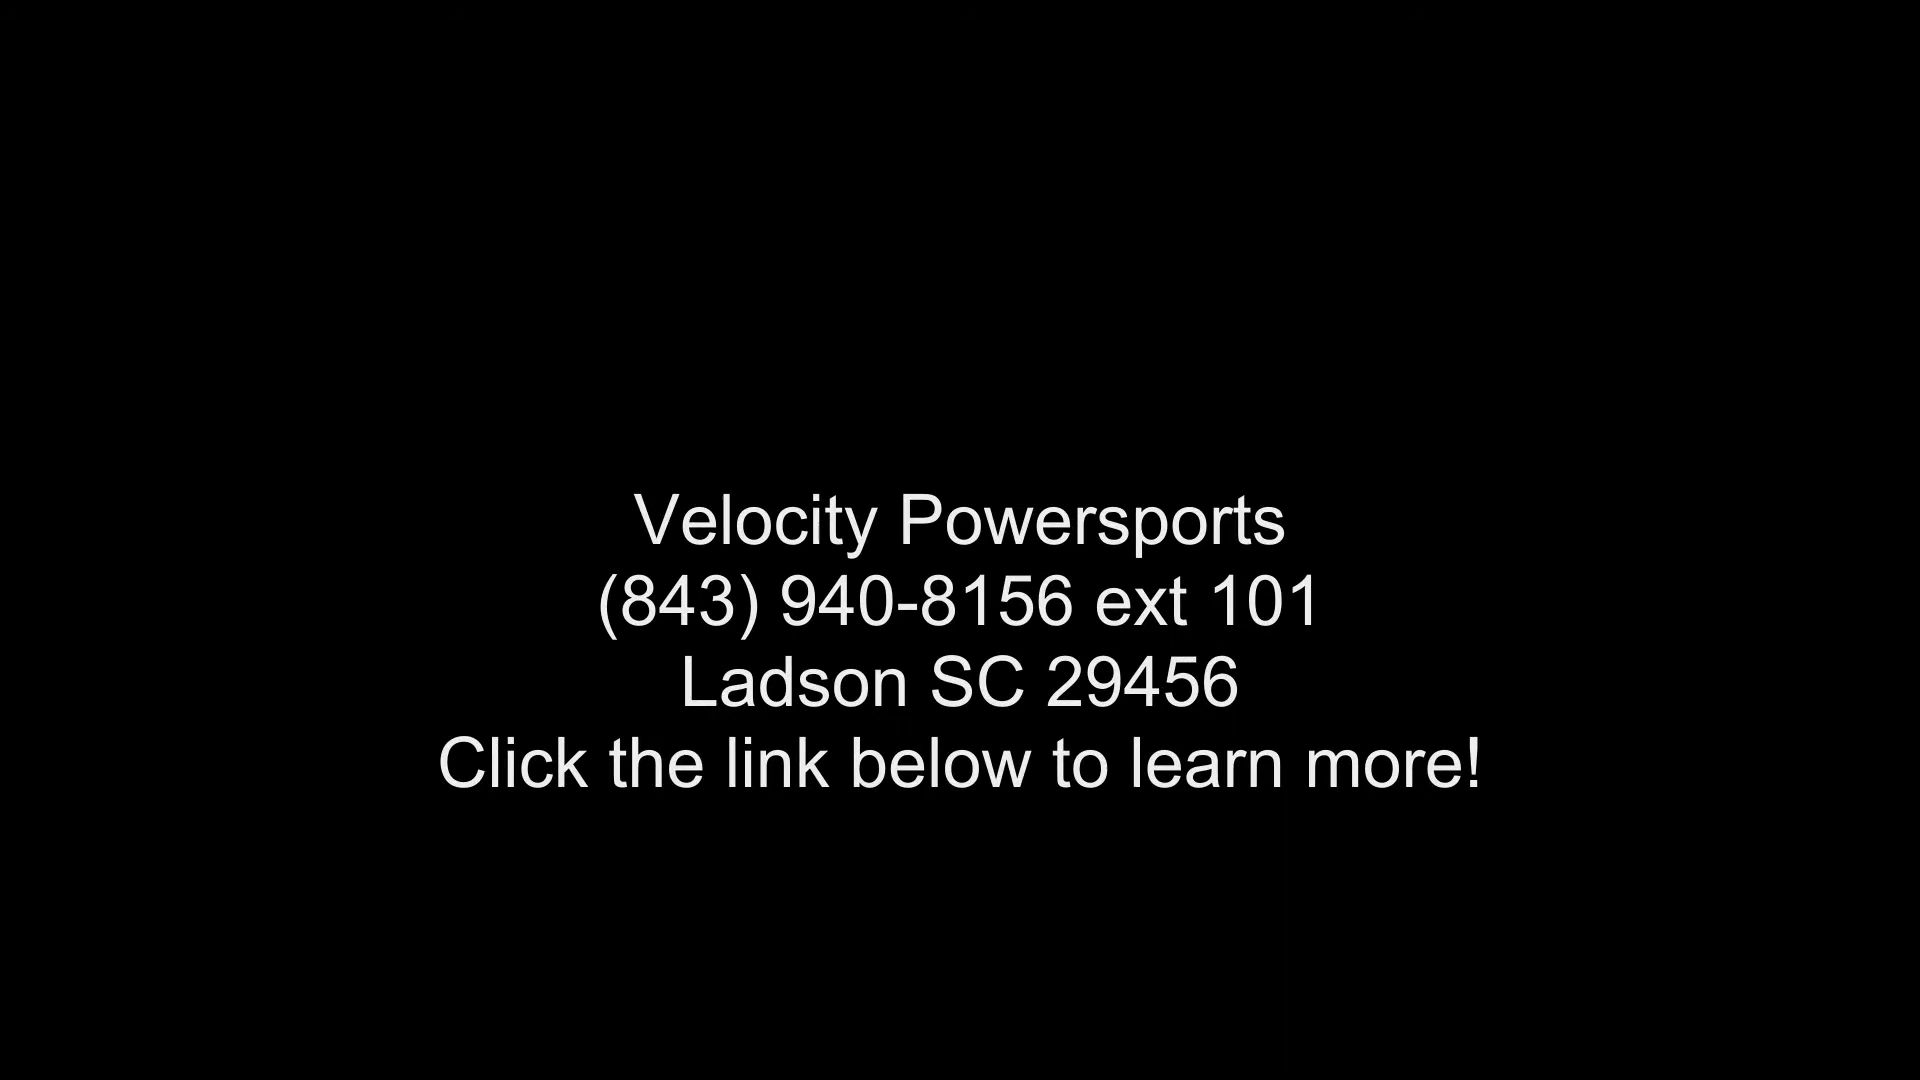 Velocity Powersports
(843) 940-8156 ext 101
Ladson SC 29456
Click the link below to learn more!